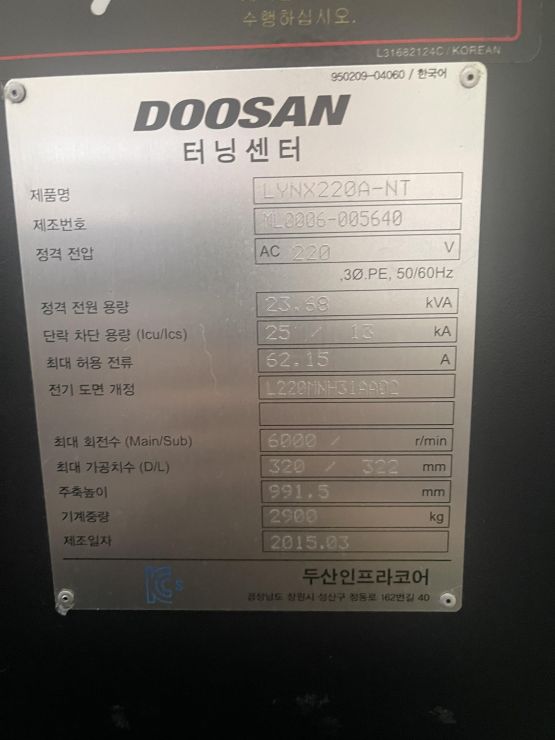 수행하십시오.
L31682124C / KOREAN
950209-04060 / 한국어
DOOSAN
터닝센터
제품명 LYNX220A-NT
제조번호 ML0006-005640
정격 전압 AC 220 V
,3Ø.PE, 50/60Hz
정격 전원 용량 23.68 kVA
단락 차단 용량 (Icu/Ics) 25 / 13 kA
최대 허용 전류 62.15 A
전기 도면 개정 L220MNH31AA02
최대 회전수 (Main/Sub) 6000 / r/min
최대 가공치수 (D/L) 320 / 322 mm
주축높이 991.5 mm
기계중량 2900 kg
제조일자 2015.03
KCs 두산인프라코어
경상남도 창원시 성산구 정동로 162번길 40